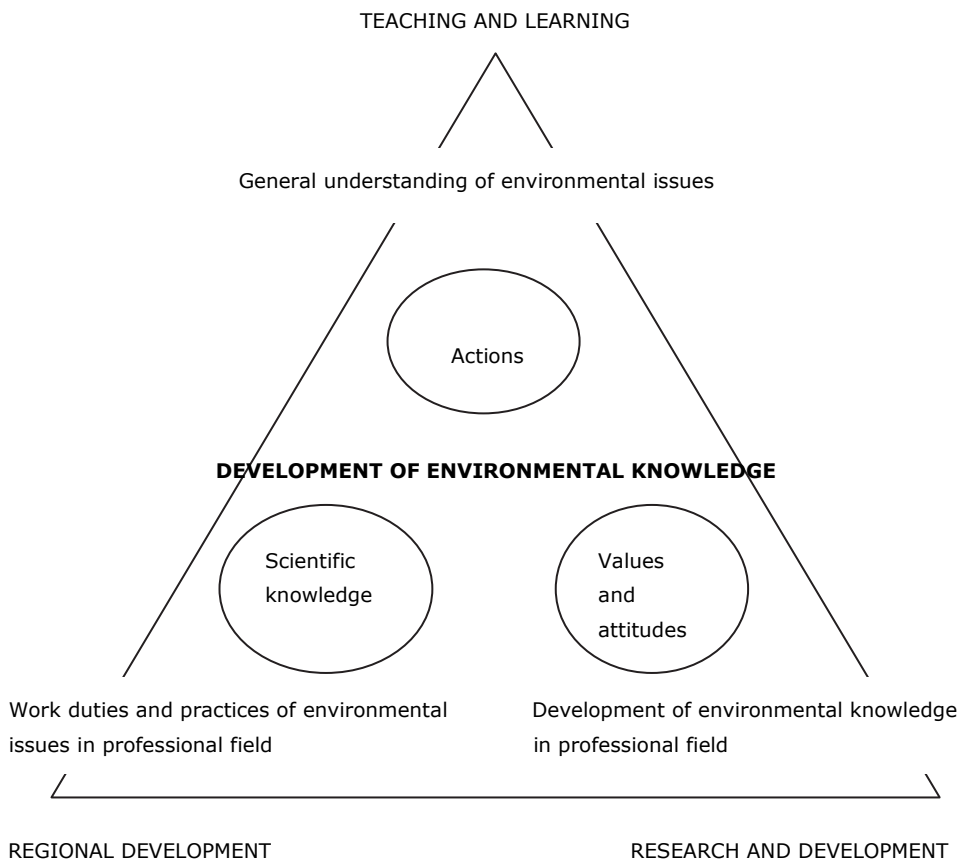 TEACHING AND LEARNING
General understanding of environmental issues
Actions
DEVELOPMENT OF ENVIRONMENTAL KNOWLEDGE
Scientific
knowledge
Values
and
attitudes
Work duties and practices of environmental
issues in professional field
Development of environmental knowledge
in professional field
REGIONAL DEVELOPMENT
RESEARCH AND DEVELOPMENT